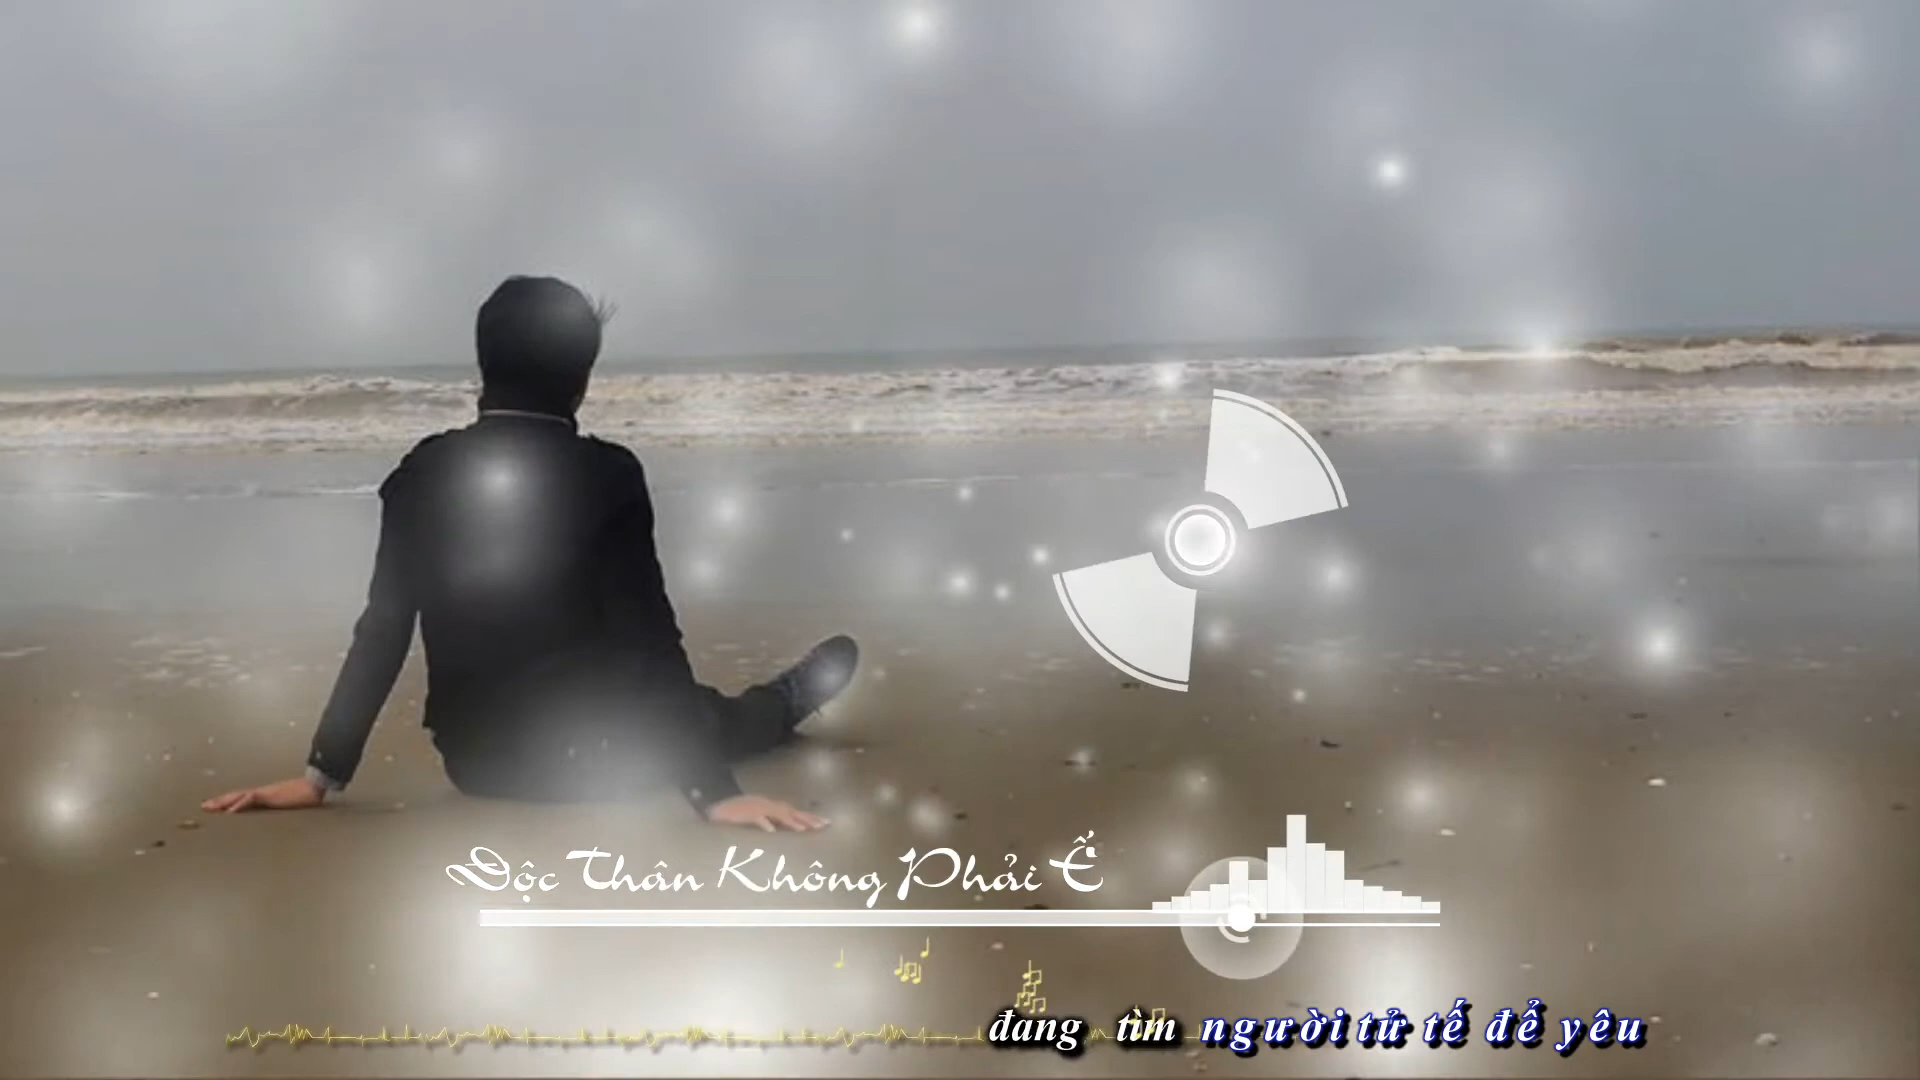 Độc Thân Không Phải Ế
đang tìm người tử tế để yêu